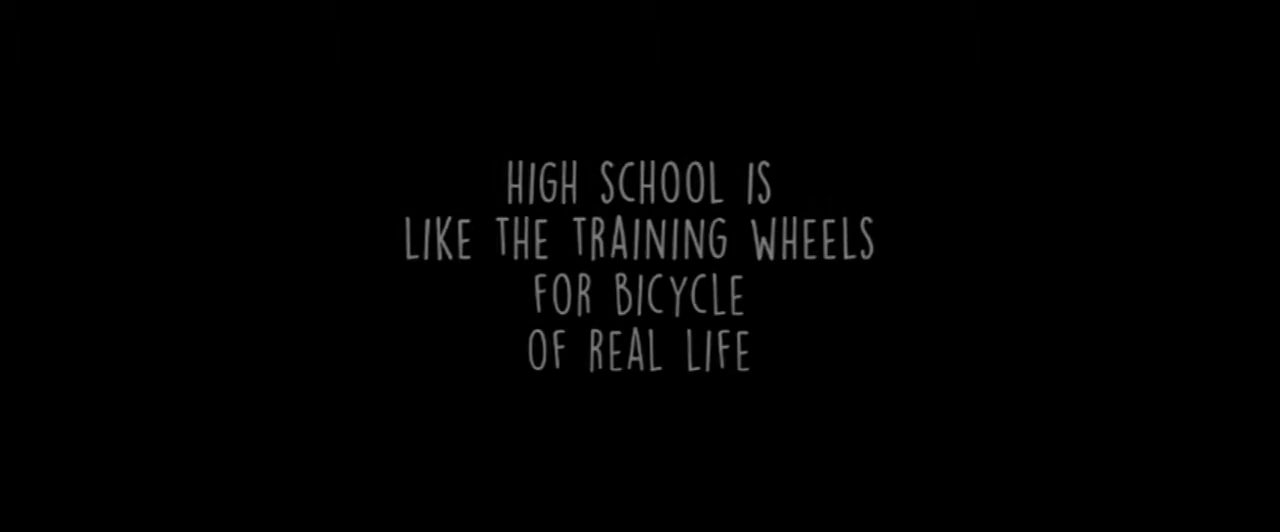 HIGH SCHOOL IS
LIKE THE TRAINING WHEELS
FOR BICYCLE
OF REAL LIFE